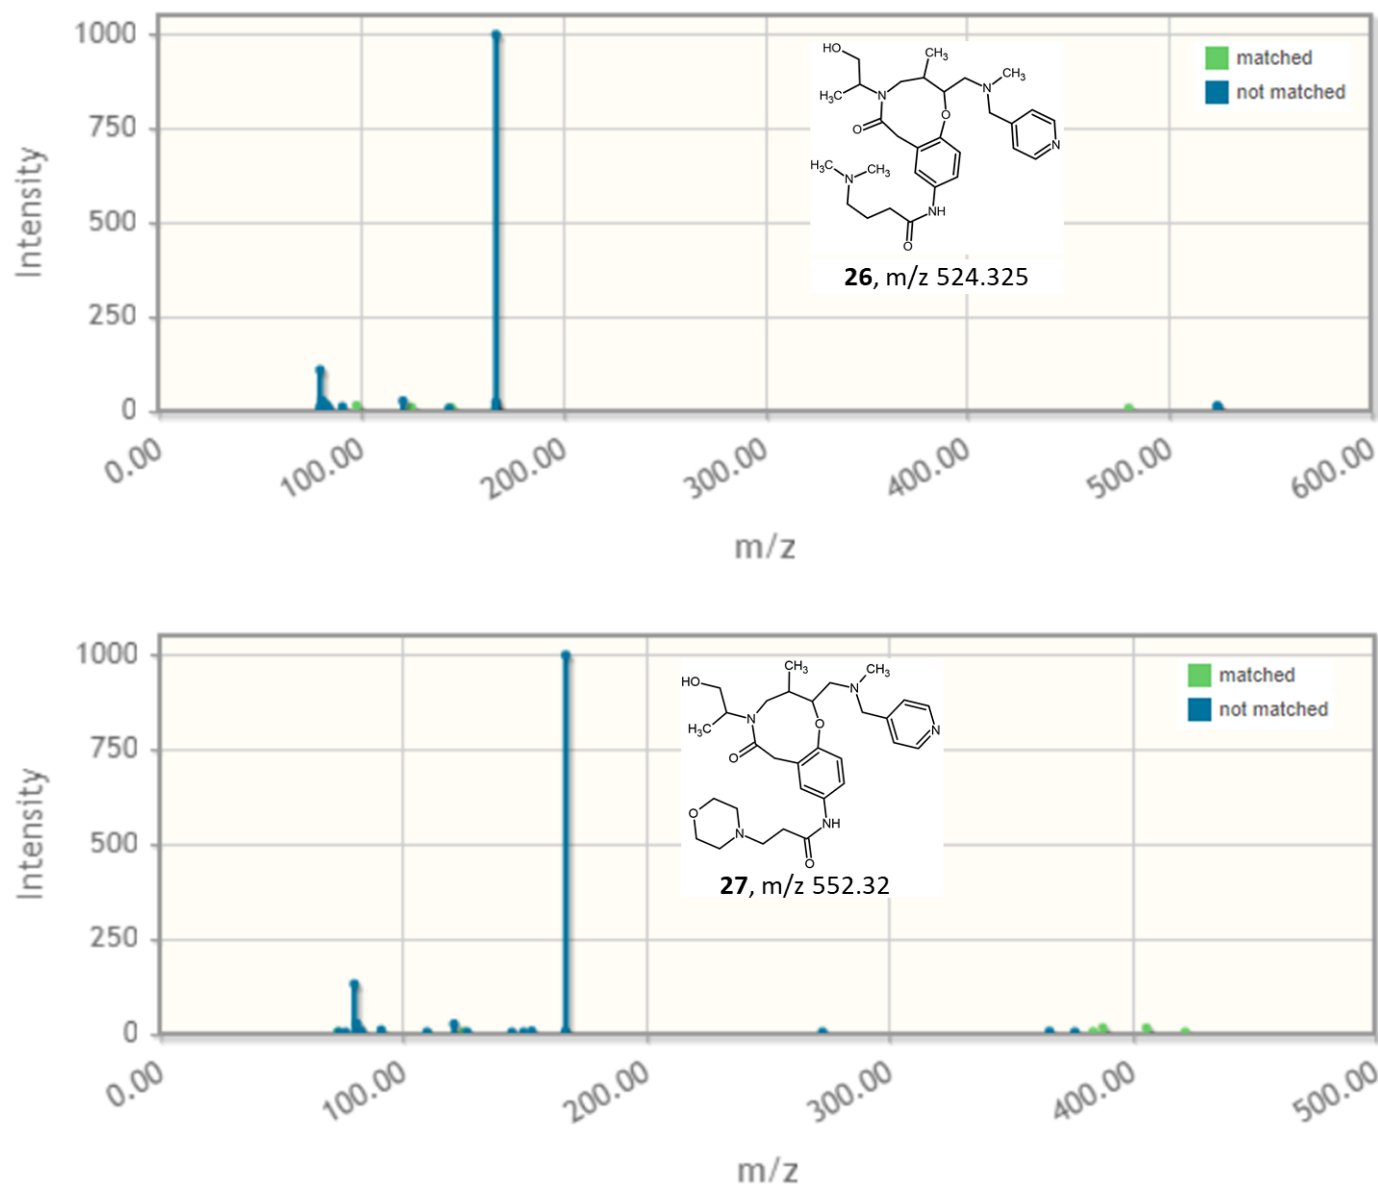 1000
750
500
250
0
Intensity
0.00
100.00
200.00
300.00
400.00
500.00
600.00
m/z
matched
not matched
HO
CH₃
H₃C
N
O
O
N
CH₃
N
H₃C
N
CH₃
NH
O
26, m/z 524.325
1000
750
500
250
0
Intensity
0.00
100.00
200.00
300.00
400.00
500.00
m/z
matched
not matched
HO
CH₃
H₃C
N
O
O
N
CH₃
N
O
N
NH
O
27, m/z 552.32